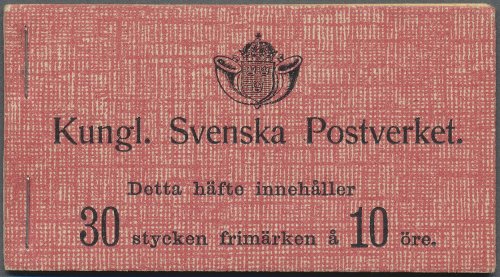 Kungl. Svenska Postverket.
Detta häfte innehåller
30 stycken frimärken å 10 öre.